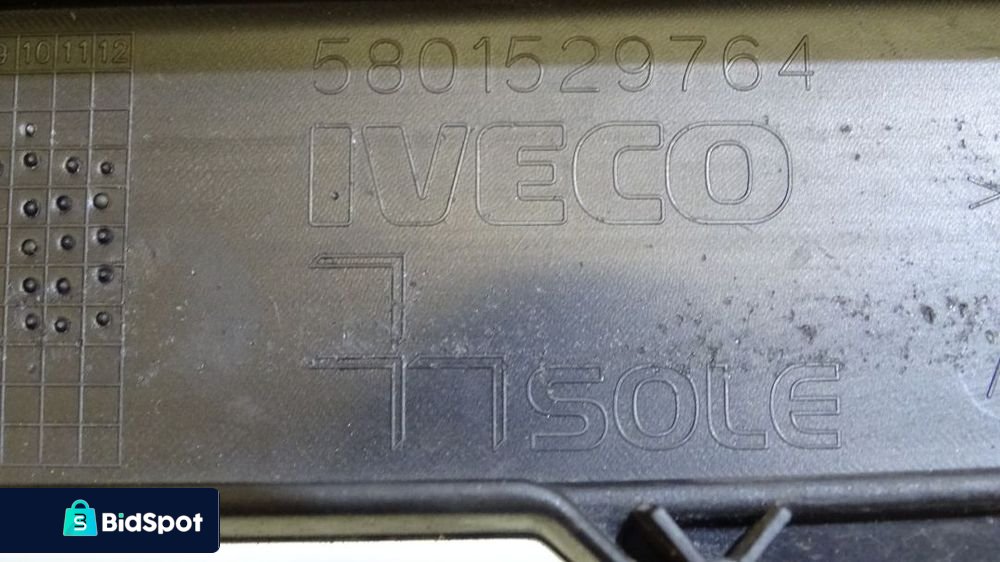 9 10 11 12
5801529764
IVECO
SOLE
BidSpot